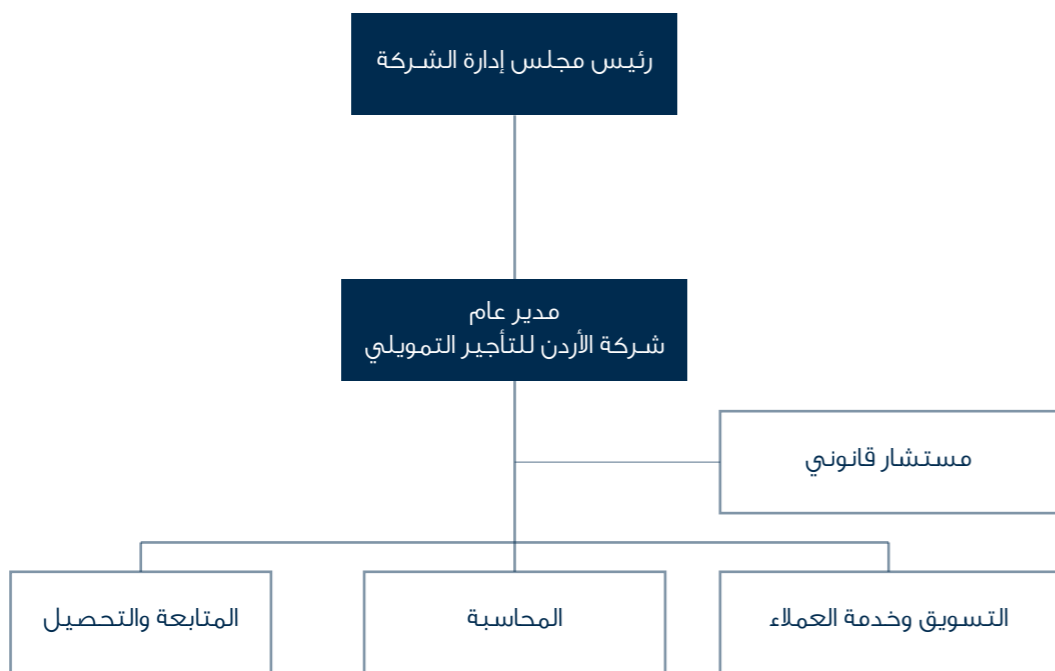 رئيس مجلس إدارة الشركة
مدير عام
شركة الأردن للتأجير التمويلي
مستشار قانوني
التسويق وخدمة العملاء
المحاسبة
المتابعة والتحصيل